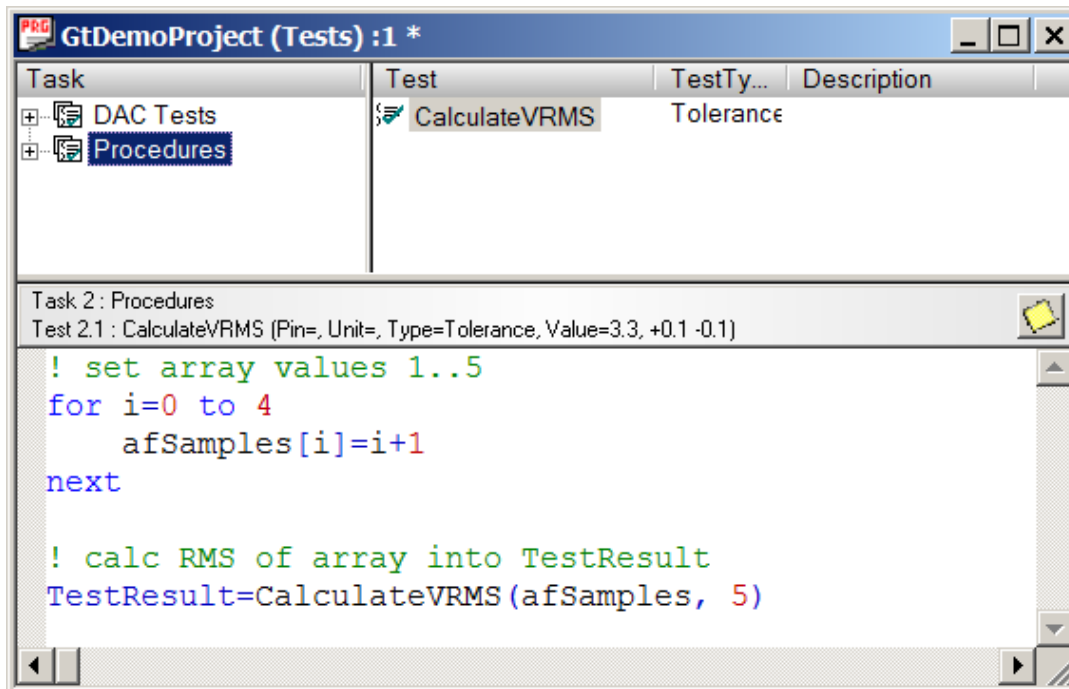 PRG GtDemoProject (Tests) :1 *
Task Test TestTy... Description
DAC Tests CalculateVRMS Tolerance
Procedures
Task 2 : Procedures
Test 2.1 : CalculateVRMS (Pin=, Unit=, Type=Tolerance, Value=3.3, +0.1 -0.1)
! set array values 1..5
for i=0 to 4
    afSamples[i]=i+1
next
! calc RMS of array into TestResult
TestResult=CalculateVRMS(afSamples, 5)